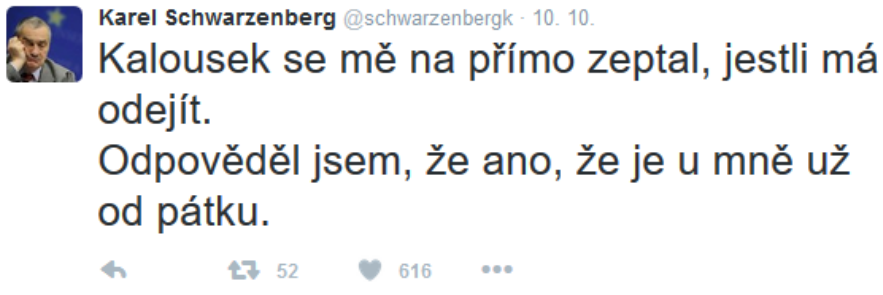 Karel Schwarzenberg @schwarzenbergk · 10. 10.
Kalousek se mě na přímo zeptal, jestli má
odejít.
Odpověděl jsem, že ano, že je u mně už
od pátku.
52 616